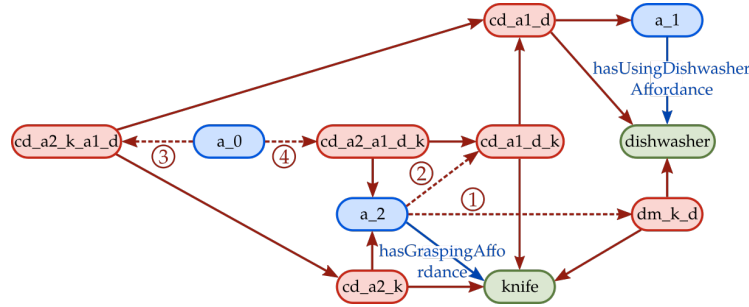 cd_a1_d
a_1
hasUsingDishwasher
Affordance
cd_a2_k_a1_d
a_0
cd_a2_a1_d_k
cd_a1_d_k
dishwasher
③
④
②
①
a_2
dm_k_d
hasGraspingAffo
rdance
cd_a2_k
knife